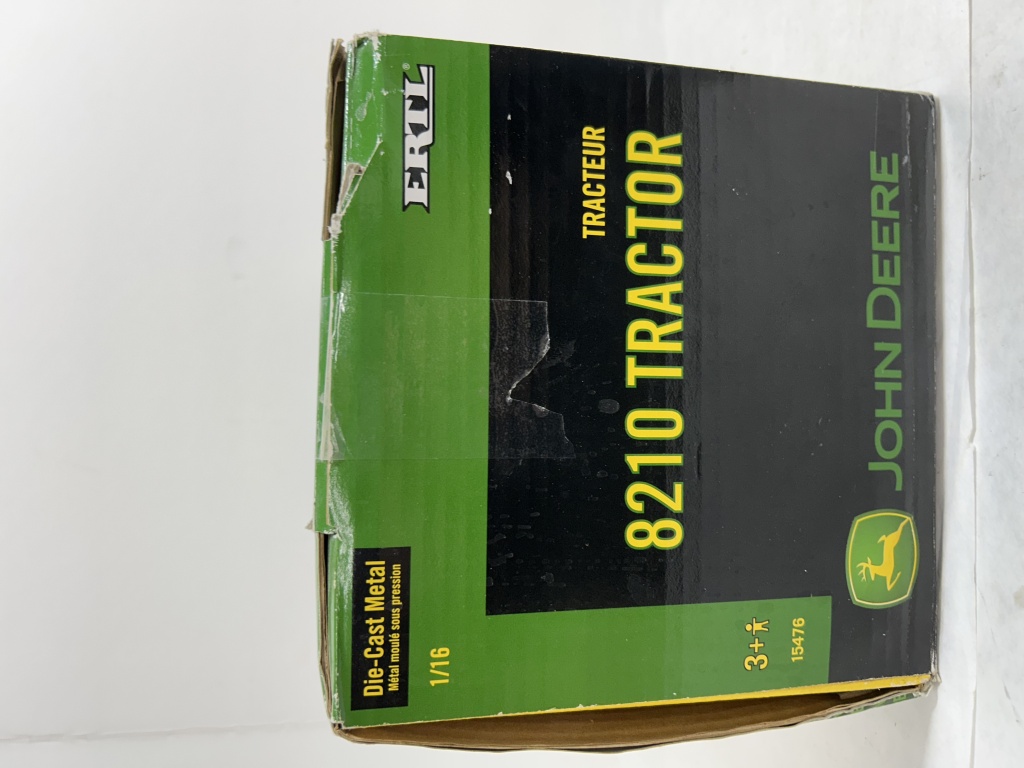 Die-Cast Metal
Métal moulé sous pression
1/16
ERTL®
TRACTEUR
8210 TRACTOR
3+
15476
JOHN DEERE